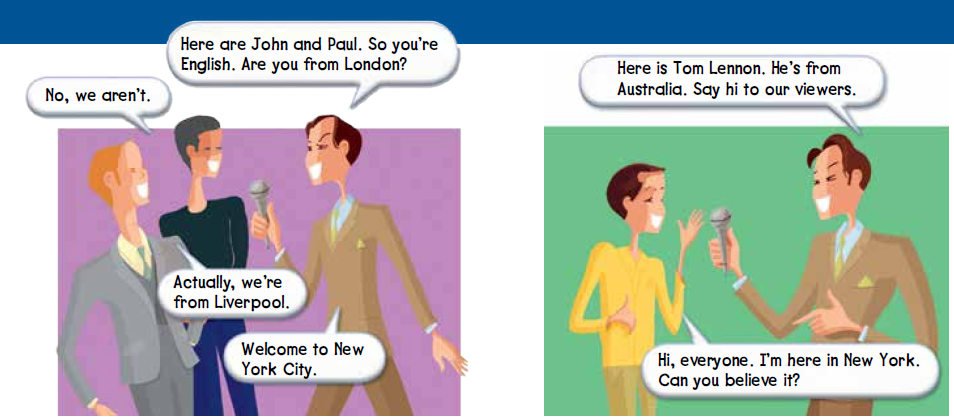 Here are John and Paul. So you're
English. Are you from London?
No, we aren't.
Actually, we're
from Liverpool.
Welcome to New
York City.
Here is Tom Lennon. He's from
Australia. Say hi to our viewers.
Hi, everyone. I'm here in New York.
Can you believe it?